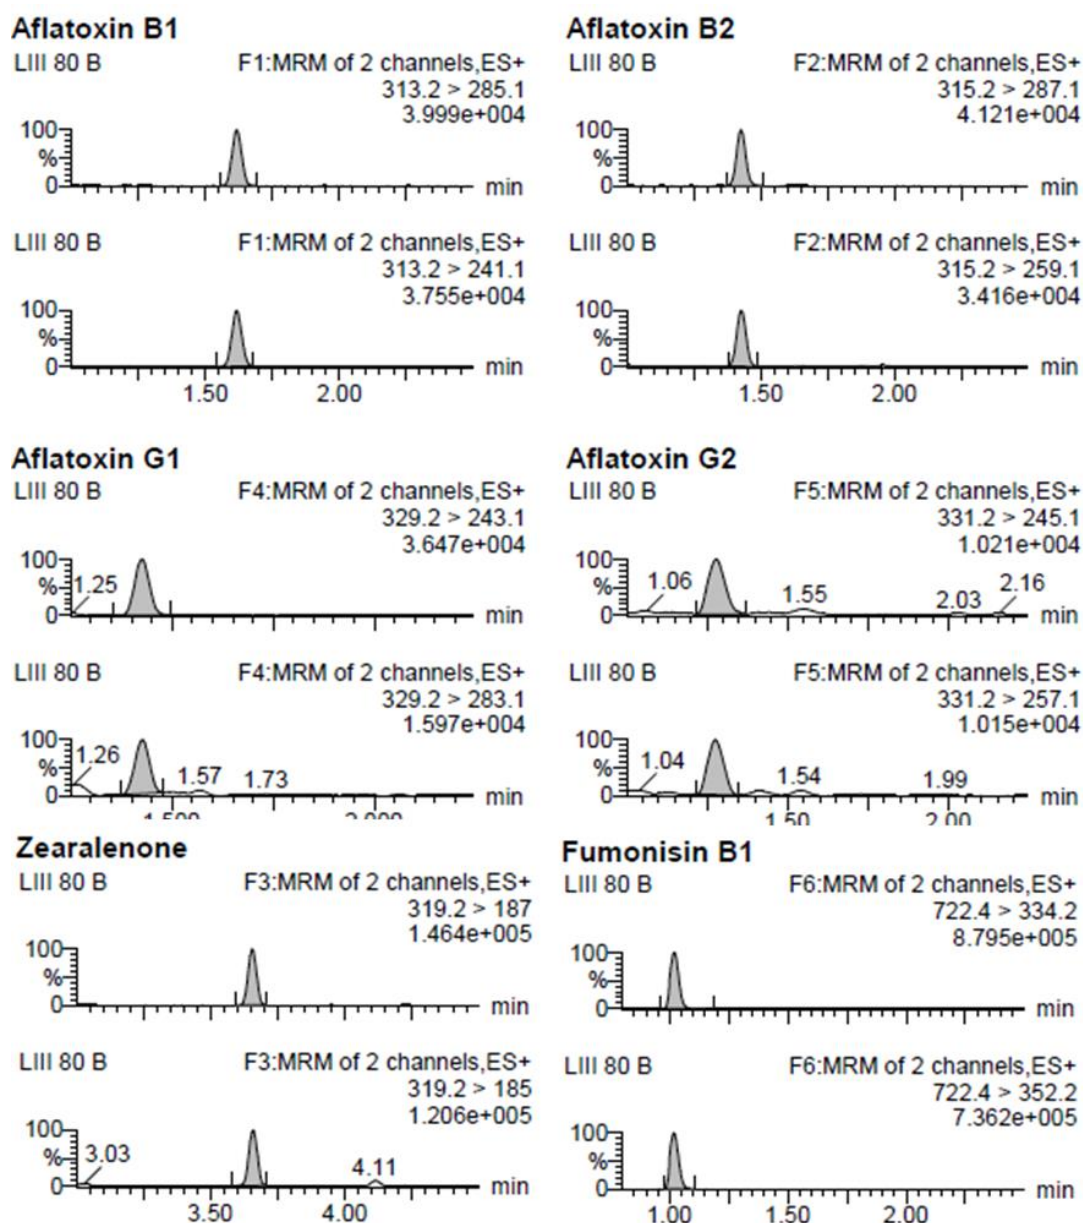 Aflatoxin B1
LIII 80 B
F1:MRM of 2 channels,ES+
313.2 > 285.1
3.999e+004
100
%
0
min
LIII 80 B
F1:MRM of 2 channels,ES+
313.2 > 241.1
3.755e+004
100
%
0
min
1.50 2.00
Aflatoxin B2
LIII 80 B
F2:MRM of 2 channels,ES+
315.2 > 287.1
4.121e+004
100
%
0
min
LIII 80 B
F2:MRM of 2 channels,ES+
315.2 > 259.1
3.416e+004
100
%
0
min
1.50 2.00
Aflatoxin G1
LIII 80 B
F4:MRM of 2 channels,ES+
329.2 > 243.1
3.647e+004
100
%
1.25
0
min
LIII 80 B
F4:MRM of 2 channels,ES+
329.2 > 283.1
1.597e+004
100
%
1.26 1.57 1.73
0
min
1.500 2.000
Aflatoxin G2
LIII 80 B
F5:MRM of 2 channels,ES+
331.2 > 245.1
1.021e+004
100
%
1.06 1.55 2.03 2.16
0
min
LIII 80 B
F5:MRM of 2 channels,ES+
331.2 > 257.1
1.015e+004
100
%
1.04 1.54 1.99
0
min
1.50 2.00
Zearalenone
LIII 80 B
F3:MRM of 2 channels,ES+
319.2 > 187
1.464e+005
100
%
0
min
LIII 80 B
F3:MRM of 2 channels,ES+
319.2 > 185
1.206e+005
100
%
3.03 4.11
0
min
3.50 4.00
Fumonisin B1
LIII 80 B
F6:MRM of 2 channels,ES+
722.4 > 334.2
8.795e+005
100
%
0
min
LIII 80 B
F6:MRM of 2 channels,ES+
722.4 > 352.2
7.362e+005
100
%
0
min
1.00 2.00